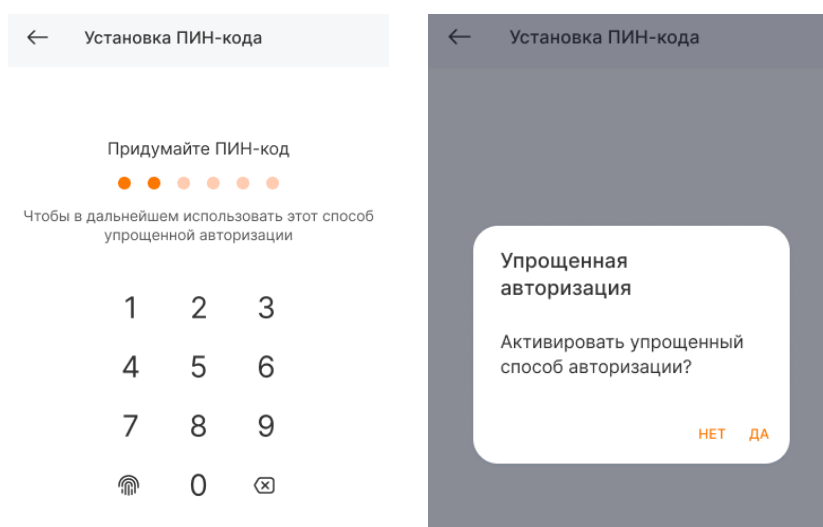 Установка ПИН-кода
Придумайте ПИН-код
Чтобы в дальнейшем использовать этот способ
упрощенной авторизации
1 2 3
4 5 6
7 8 9
0
Установка ПИН-кода
Упрощенная
авторизация
Активировать упрощенный
способ авторизации?
НЕТ ДА